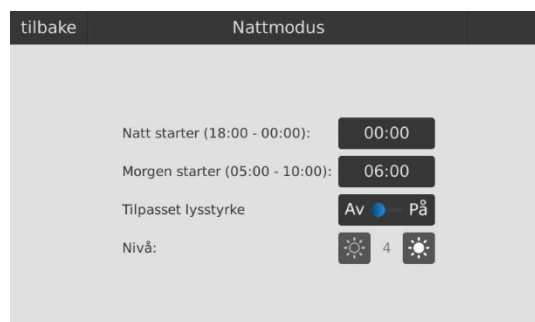 tilbake Nattmodus
Natt starter (18:00 - 00:00): 00:00
Morgen starter (05:00 - 10:00): 06:00
Tilpasset lysstyrke Av På
Nivå: 4